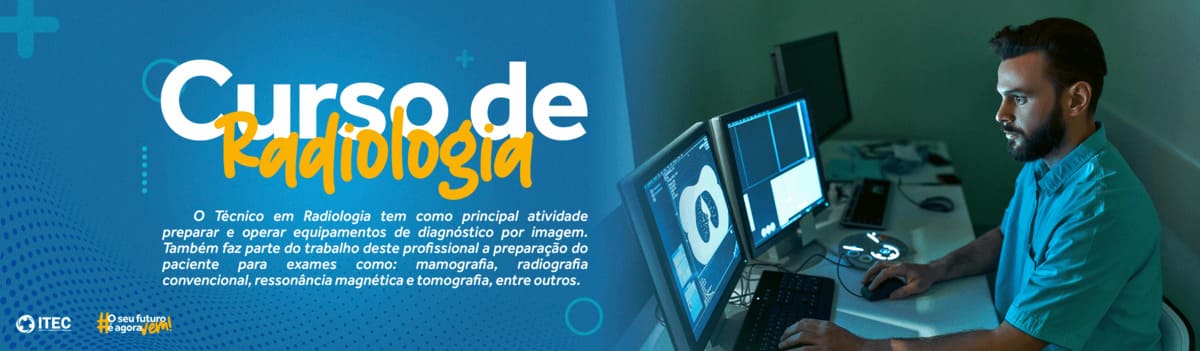 Curso de
Radiologia
O Técnico em Radiologia tem como principal atividade
preparar e operar equipamentos de diagnóstico por imagem.
Também faz parte do trabalho deste profissional a preparação do
paciente para exames como: mamografia, radiografia
convencional, ressonância magnética e tomografia, entre outros.
ITEC
#O seu futuro
é agora vem!